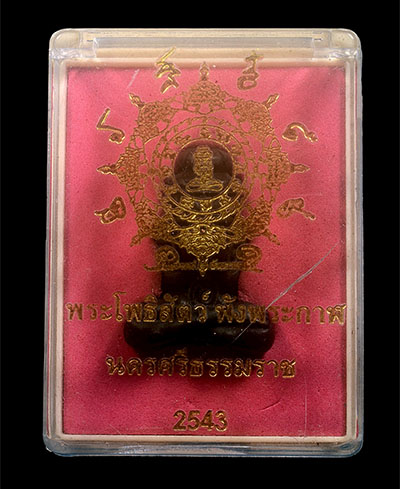 พระโพธิสัตว์ พังพระกาฬ
นครศรีธรรมราช
2543